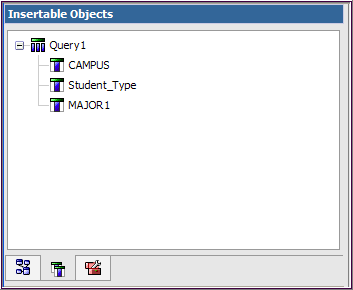 Insertable Objects
Query1
CAMPUS
Student_Type
MAJOR1